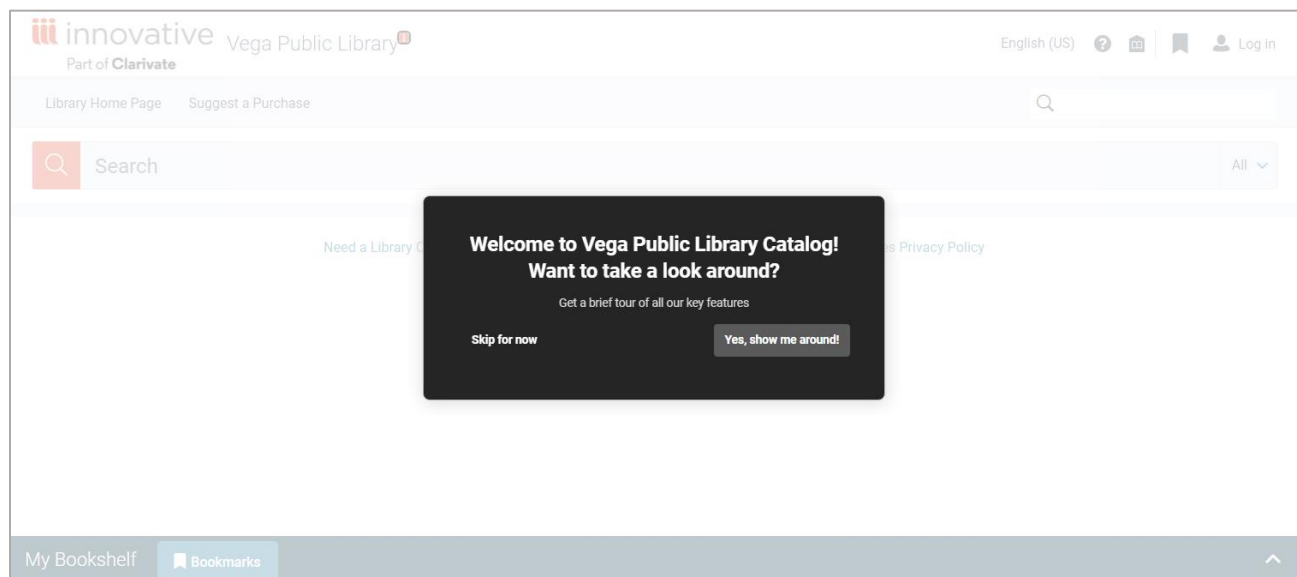 innovative
Part of Clarivate
Vega Public Library
English (US)
Log in
Library Home Page
Suggest a Purchase
Search
All
Need a Library
Privacy Policy
Welcome to Vega Public Library Catalog!
Want to take a look around?
Get a brief tour of all our key features
Skip for now
Yes, show me around!
My Bookshelf
Bookmarks